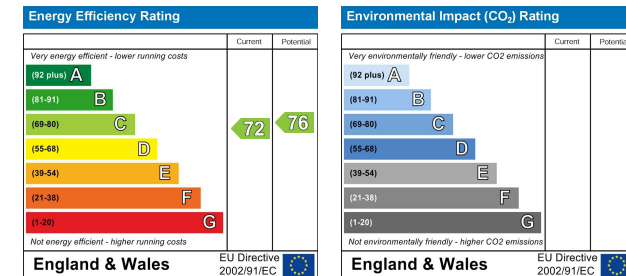 Energy Efficiency Rating
Current Potential
Very energy efficient - lower running costs
(92 plus) A
(81-91) B
(69-80) C
72 76
(55-68) D
(39-54) E
(21-38) F
(1-20) G
Not energy efficient - higher running costs
England & Wales
EU Directive
2002/91/EC
Environmental Impact (CO₂) Rating
Current Potential
Very environmentally friendly - lower CO2 emissions
(92 plus) A
(81-91) B
(69-80) C
(55-68) D
(39-54) E
(21-38) F
(1-20) G
Not environmentally friendly - higher CO2 emissions
England & Wales
EU Directive
2002/91/EC